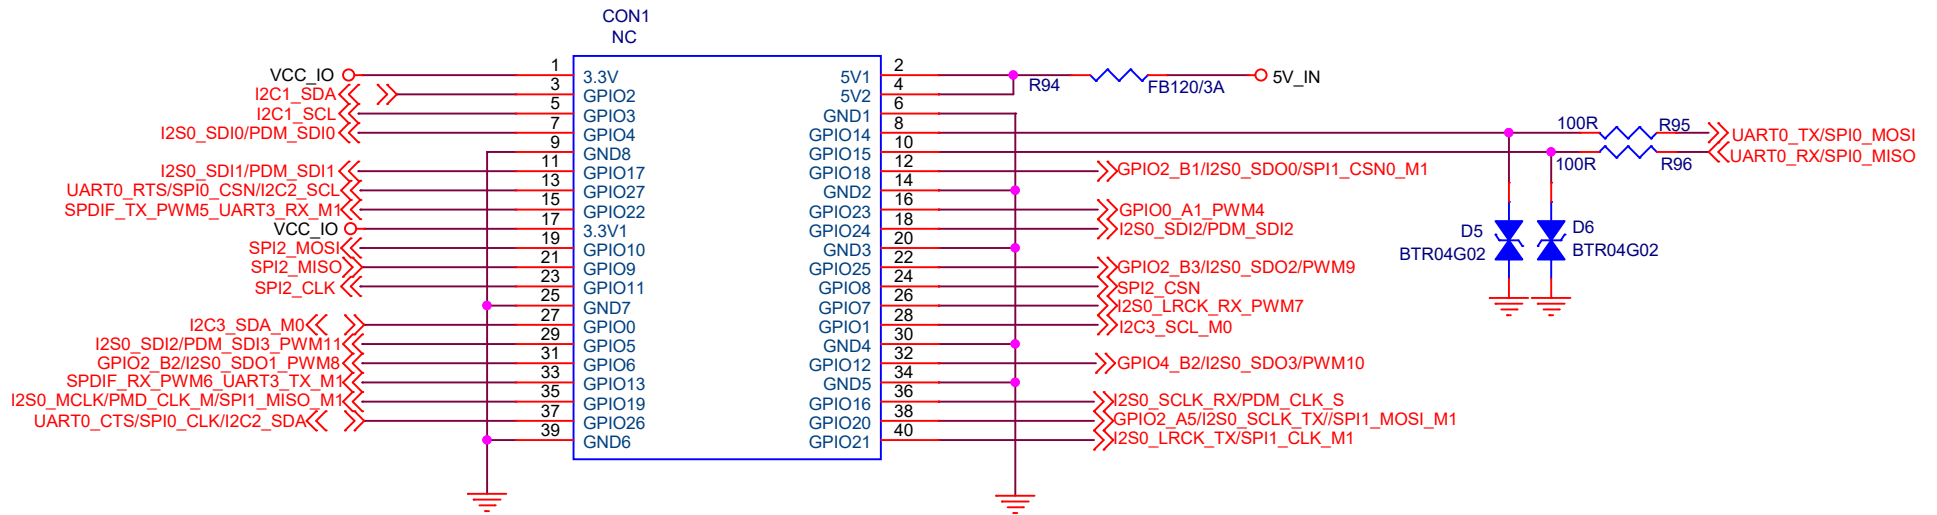 CON1
NC
VCC_IO 1 3.3V 5V1 2 R94 FB120/3A 5V_IN
I2C1_SDA 3 GPIO2 5V2 4
I2C1_SCL 5 GPIO3 GND1 6
I2S0_SDI0/PDM_SDI0 7 GPIO4 GPIO14 8 100R R95 UART0_TX/SPI0_MOSI
9 GND8 GPIO15 10 100R R96 UART0_RX/SPI0_MISO
I2S0_SDI1/PDM_SDI1 11 GPIO17 GPIO18 12 GPIO2_B1/I2S0_SDO0/SPI1_CSN0_M1
UART0_RTS/SPI0_CSN/I2C2_SCL 13 GPIO27 GND2 14
SPDIF_TX_PWM5_UART3_RX_M1 15 GPIO22 GPIO23 16 GPIO0_A1_PWM4
VCC_IO 17 3.3V1 GPIO24 18 I2S0_SDI2/PDM_SDI2
SPI2_MOSI 19 GPIO10 GND3 20
SPI2_MISO 21 GPIO9 GPIO25 22 GPIO2_B3/I2S0_SDO2/PWM9
SPI2_CLK 23 GPIO11 GPIO8 24 SPI2_CSN
25 GND7 GPIO7 26 I2S0_LRCK_RX_PWM7
I2C3_SDA_M0 27 GPIO0 GPIO1 28 I2C3_SCL_M0
I2S0_SDI2/PDM_SDI3_PWM11 29 GPIO5 GND4 30
GPIO2_B2/I2S0_SDO1_PWM8 31 GPIO6 GPIO12 32 GPIO4_B2/I2S0_SDO3/PWM10
SPDIF_RX_PWM6_UART3_TX_M1 33 GPIO13 GND5 34
I2S0_MCLK/PMD_CLK_M/SPI1_MISO_M1 35 GPIO19 GPIO16 36 I2S0_SCLK_RX/PDM_CLK_S
UART0_CTS/SPI0_CLK/I2C2_SDA 37 GPIO26 GPIO20 38 GPIO2_A5/I2S0_SCLK_TX//SPI1_MOSI_M1
39 GND6 GPIO21 40 I2S0_LRCK_TX/SPI1_CLK_M1
D5
BTR04G02
D6
BTR04G02